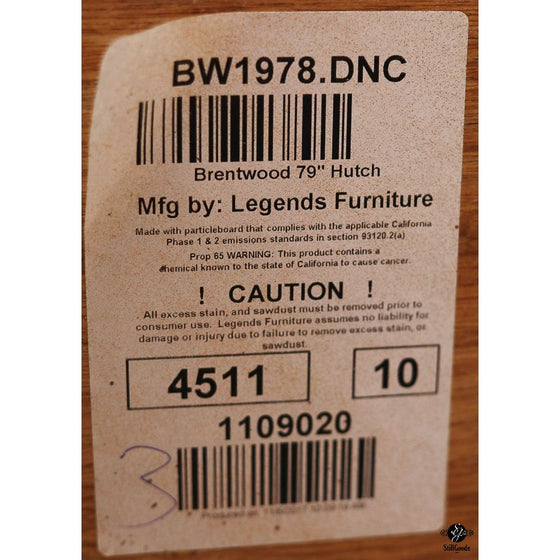 BW1978.DNC
Brentwood 79" Hutch
Mfg by: Legends Furniture
Made with particleboard that complies with the applicable California
Phase 1 & 2 emissions standards in section 93120.2(a)
Prop 65 WARNING: This product contains a
chemical known to the state of California to cause cancer.
! CAUTION !
All excess stain, and sawdust must be removed prior to
consumer use. Legends Furniture assumes no liability for
damage or injury due to failure to remove excess stain, or
sawdust.
4511 10
1109020
3
StillGoode